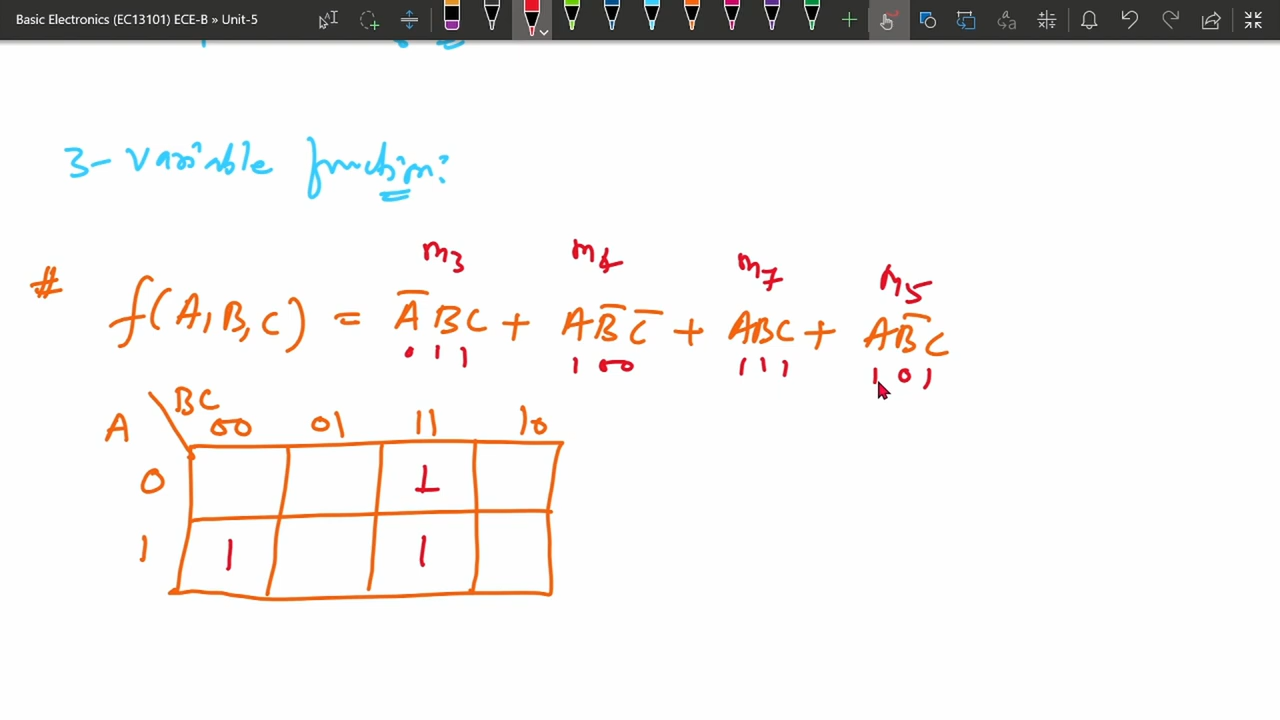 Basic Electronics (EC13101) ECE-B » Unit-5
3-variable function:
m3 m4 m7 m5
# f(A,B,C) = A̅BC + AB̅C̅ + ABC + AB̅C
011 100 111 101
A BC 00 01 11 10
0 1
1 1 1